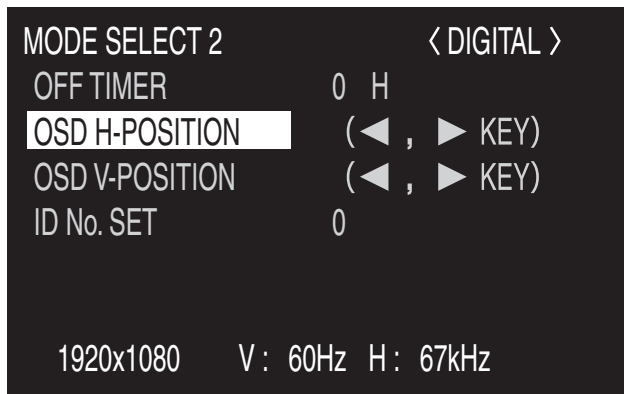 MODE SELECT 2 〈 DIGITAL 〉
OFF TIMER 0 H
OSD H-POSITION (◀ , ▶ KEY)
OSD V-POSITION (◀ , ▶ KEY)
ID No. SET 0
1920x1080 V : 60Hz H : 67kHz